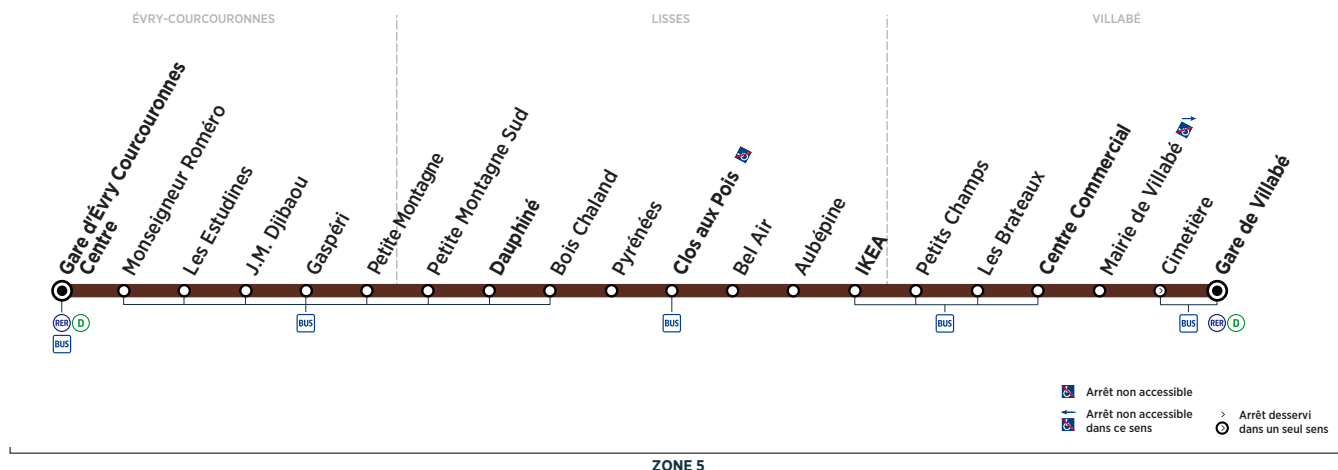 ÉVRY-COURCOURONNES
LISSES
VILLABÉ
Gare d'Évry Courcouronnes
Centre
Monseigneur Roméro
Les Estudines
J.M. Djibaou
Gaspéri
Petite Montagne
Petite Montagne Sud
Dauphiné
Bois Chaland
Pyrénées
Clos aux Pois
Bel Air
Aubépine
IKEA
Petits Champs
Les Brateaux
Centre Commercial
Mairie de Villabé
Cimetière
Gare de Villabé
RER D
BUS
BUS
BUS
BUS
BUS
RER D
Arrêt non accessible
Arrêt non accessible
dans ce sens
Arrêt desservi
dans un seul sens
ZONE 5